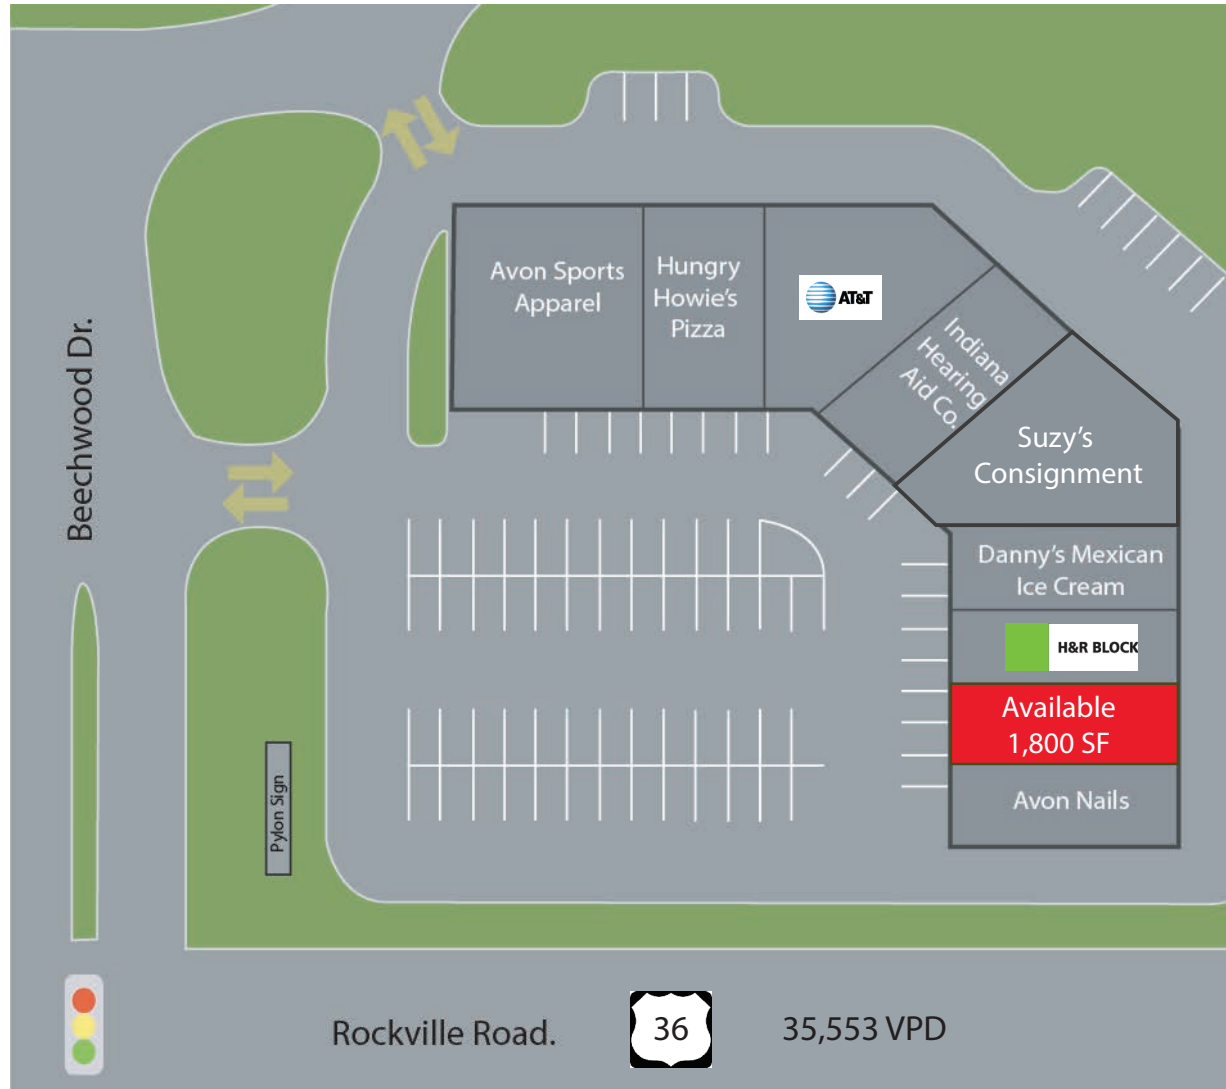 Avon Sports
Apparel
Hungry
Howie's
Pizza
AT&T
Indiana
Hearing
Aid Co.
Suzy's
Consignment
Danny's Mexican
Ice Cream
H&R BLOCK
Available
1,800 SF
Avon Nails
Beechwood Dr.
Pylon Sign
Rockville Road.
36
35,553 VPD